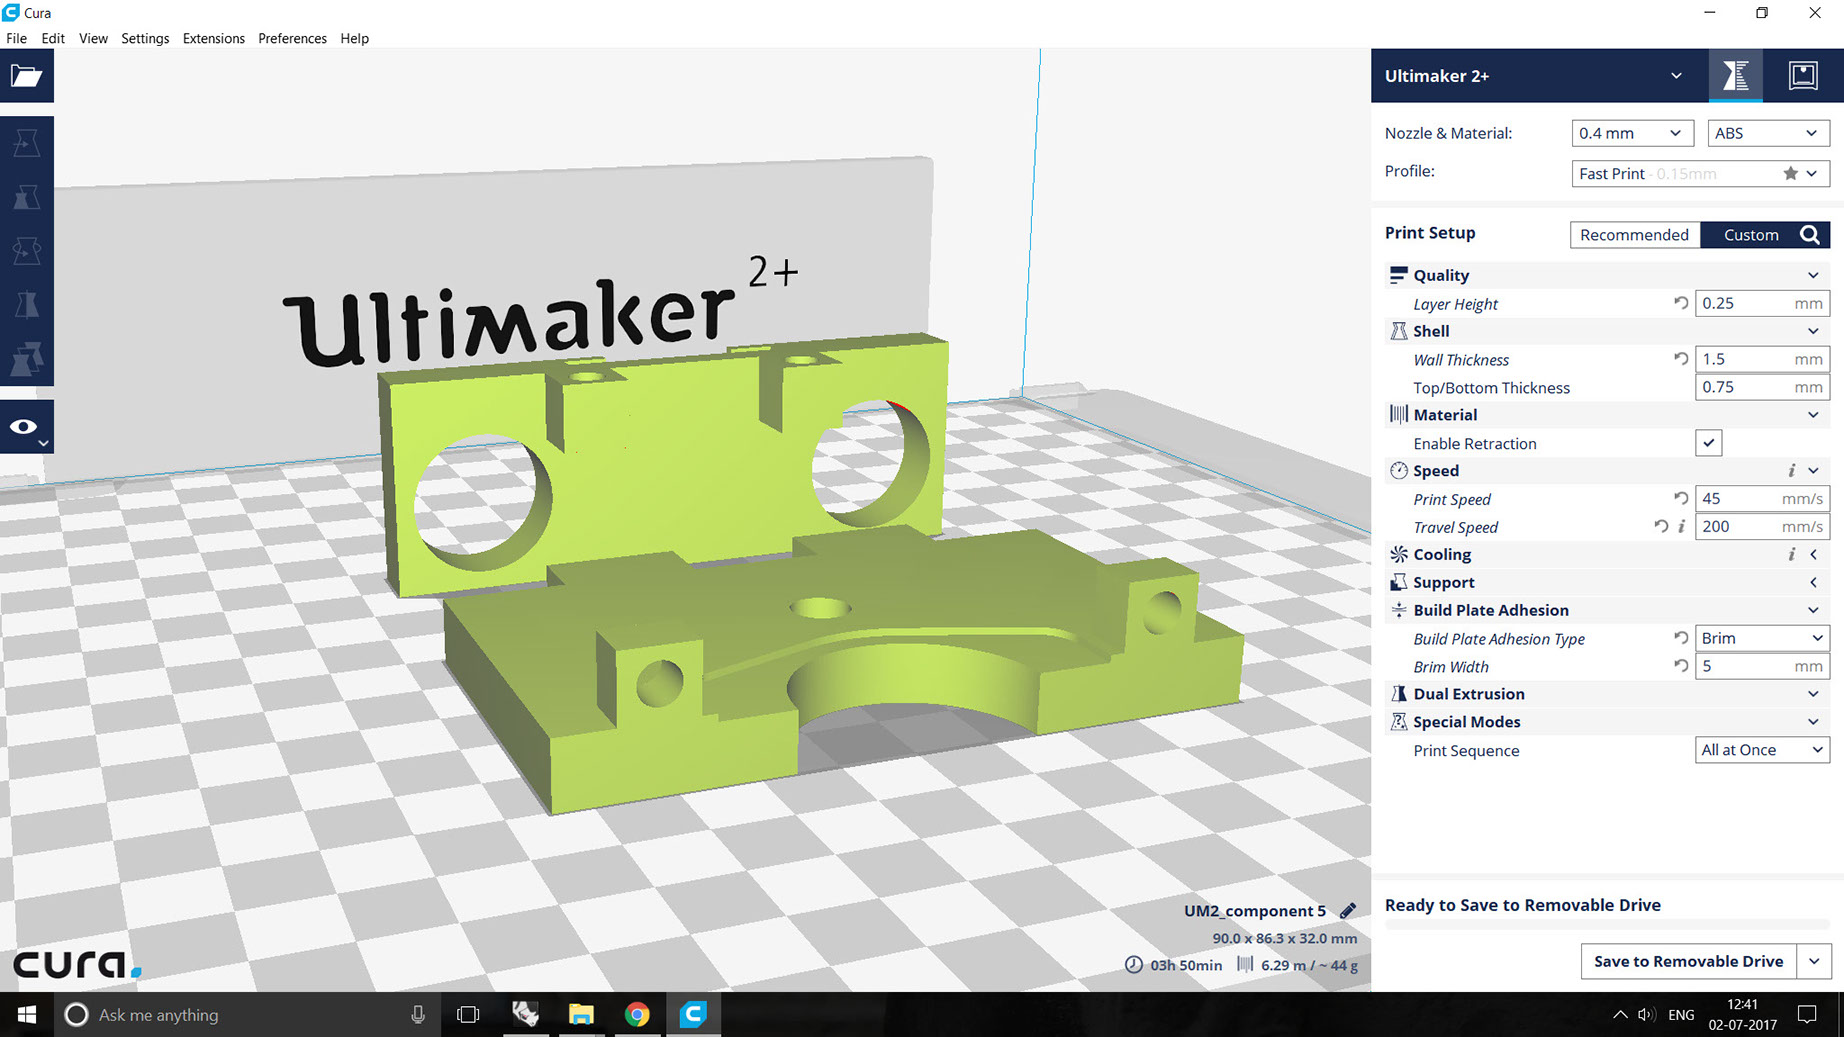 Cura
File Edit View Settings Extensions Preferences Help
Ultimaker 2+
Ultimaker 2+
Nozzle & Material: 0.4 mm ABS
Profile: Fast Print - 0.15mm
Print Setup Recommended Custom
Quality
Layer Height 0.25 mm
Shell
Wall Thickness 1.5 mm
Top/Bottom Thickness 0.75 mm
Material
Enable Retraction
Speed i
Print Speed 45 mm/s
Travel Speed i 200 mm/s
Cooling i
Support
Build Plate Adhesion
Build Plate Adhesion Type Brim
Brim Width 5 mm
Dual Extrusion
Special Modes
Print Sequence All at Once
UM2_component 5
90.0 x 86.3 x 32.0 mm
03h 50min 6.29 m / ~ 44 g
cura.
Ready to Save to Removable Drive
Save to Removable Drive
Ask me anything
ENG
12:41
02-07-2017